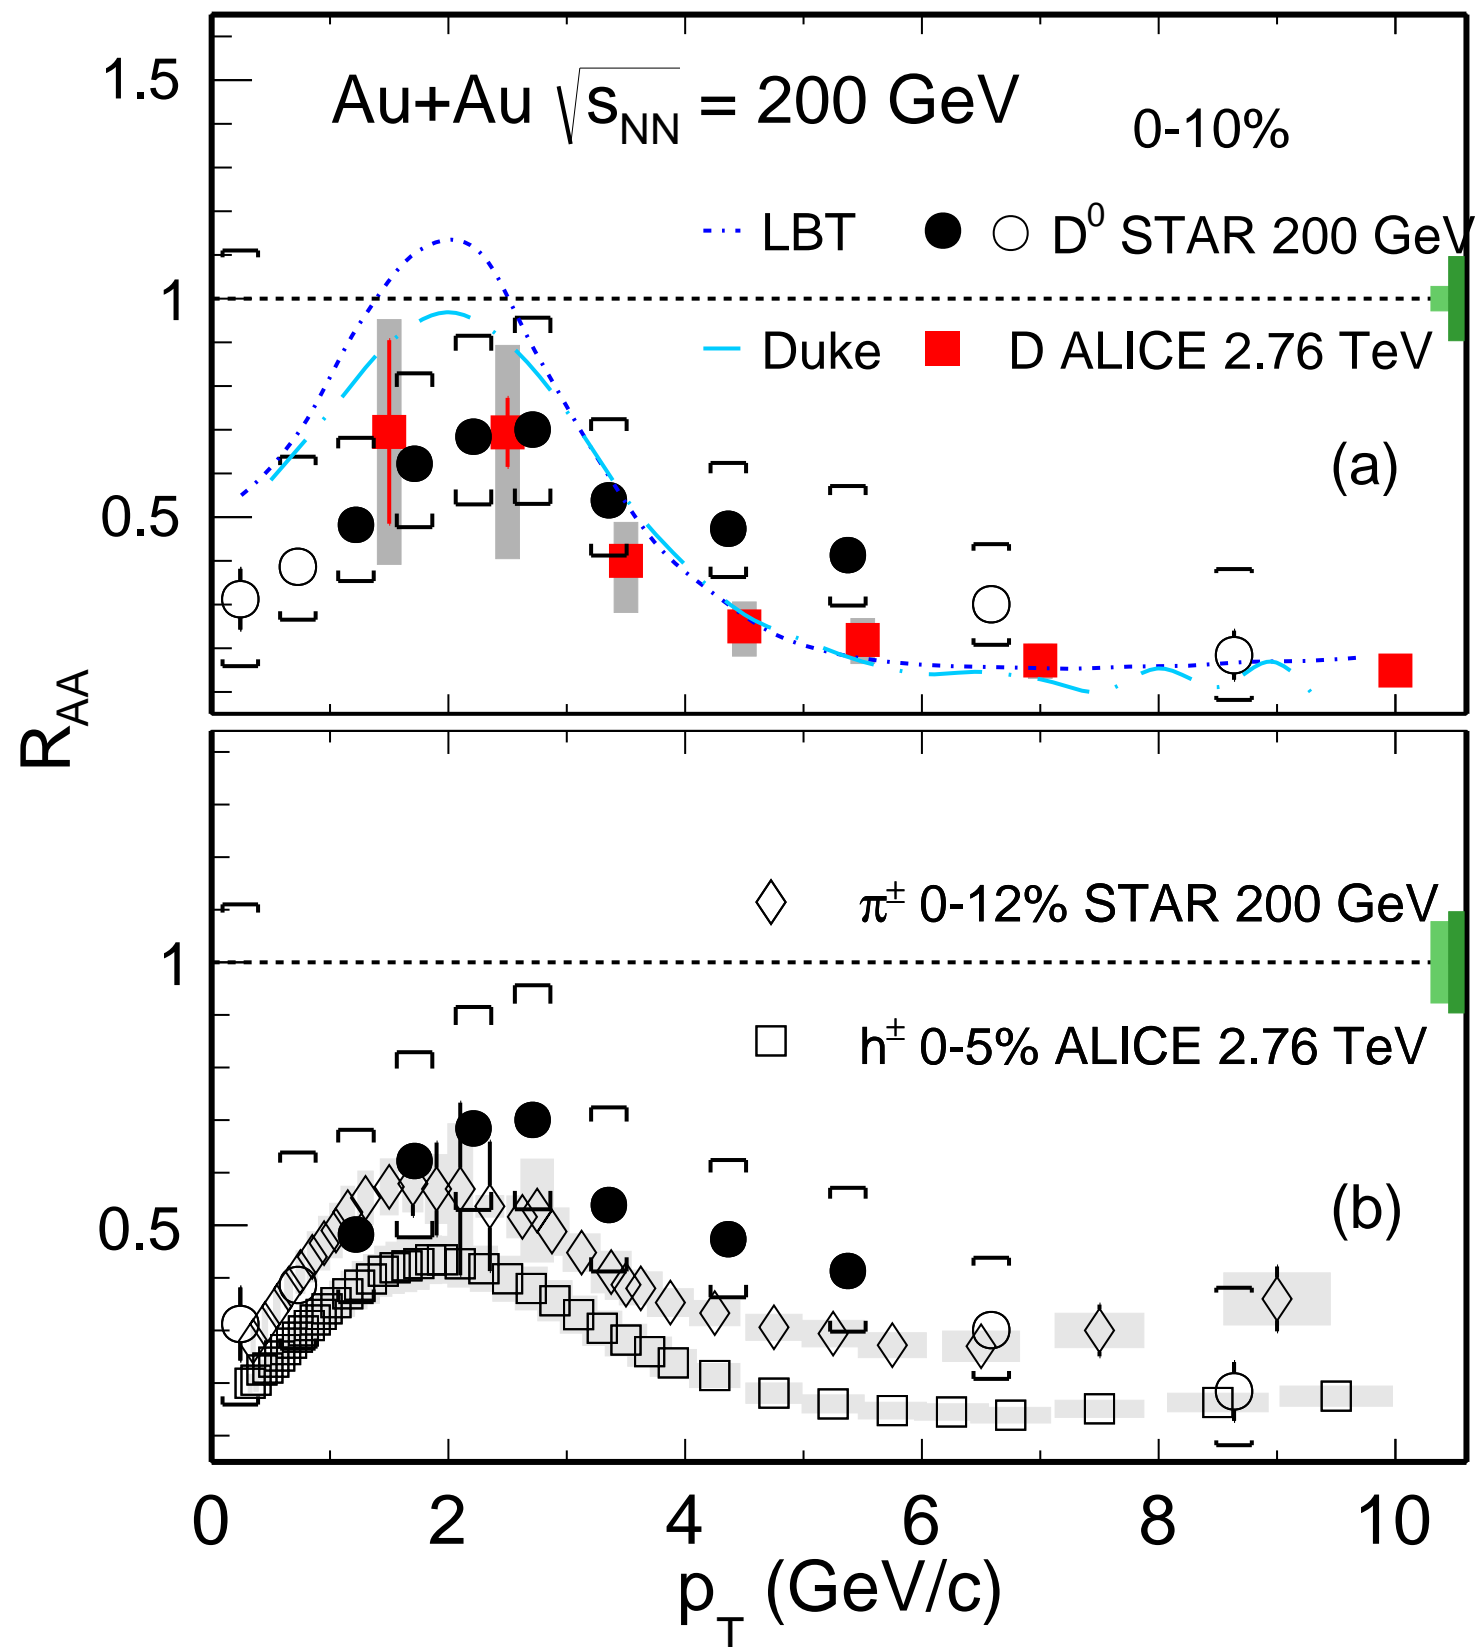 1.5
Au+Au √sNN = 200 GeV
0-10%
LBT
D⁰ STAR 200 GeV
1
Duke
D ALICE 2.76 TeV
(a)
0.5
RAA
π± 0-12% STAR 200 GeV
1
h± 0-5% ALICE 2.76 TeV
(b)
0.5
0 2 4 6 8 10
pT (GeV/c)